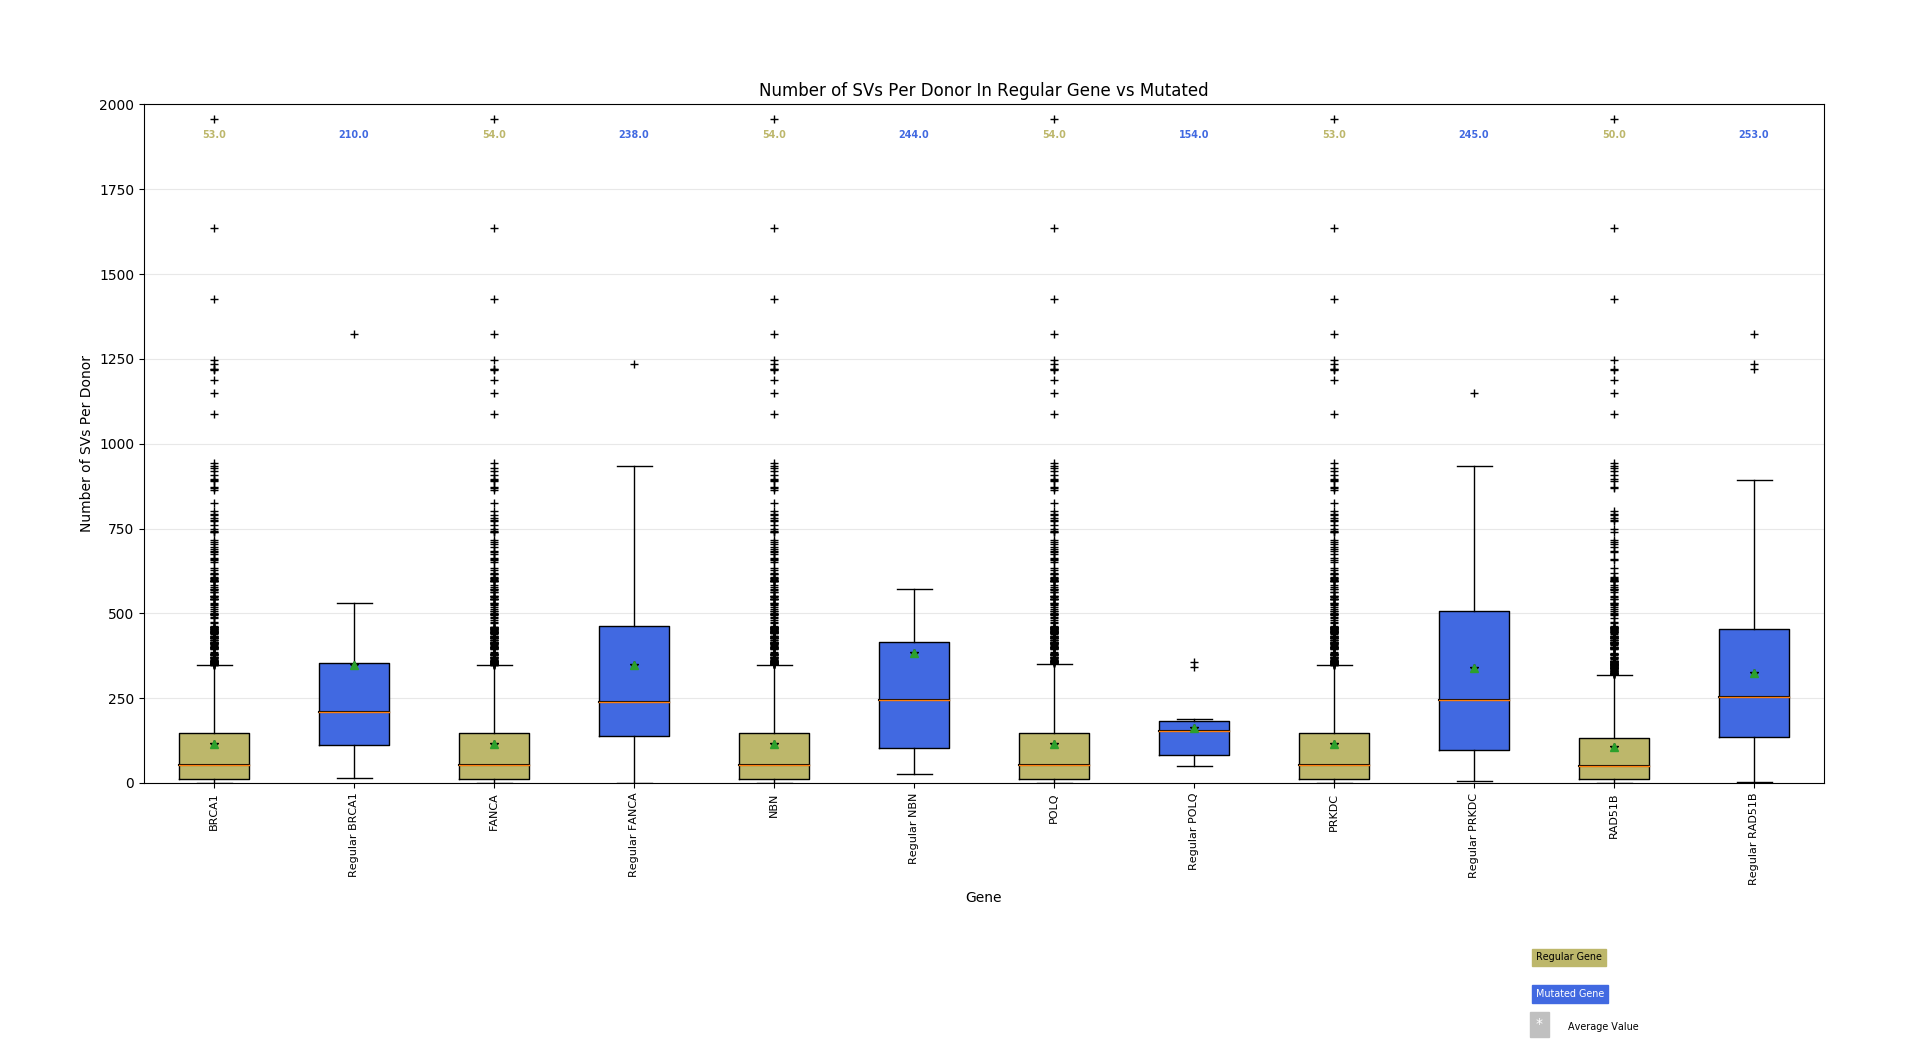 Number of SVs Per Donor In Regular Gene vs Mutated
2000
53.0 210.0 54.0 238.0 54.0 244.0 54.0 154.0 53.0 245.0 50.0 253.0
1750
1500
1250
1000
750
500
250
0
Number of SVs Per Donor
BRCA1
Regular BRCA1
FANCA
Regular FANCA
NBN
Regular NBN
POLQ
Regular POLQ
PRKDC
Regular PRKDC
RAD51B
Regular RAD51B
Gene
Regular Gene
Mutated Gene
* Average Value